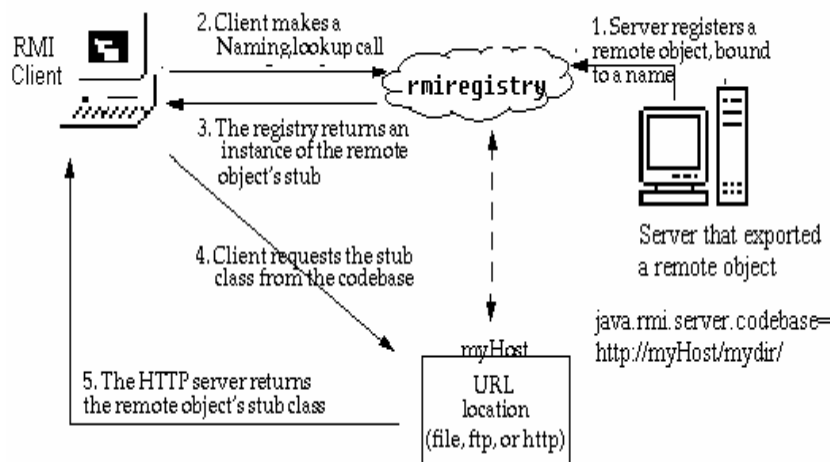 RMI
Client
2. Client makes a
Naming.lookup call
rmiregistry
1. Server registers a
remote object, bound
to a name
3. The registry returns an
instance of the remote
object's stub
Server that exported
a remote object
4. Client requests the stub
class from the codebase
java.rmi.server.codebase=
http://myHost/mydir/
myHost
URL
location
(file, ftp, or http)
5. The HTTP server returns
the remote object's stub class